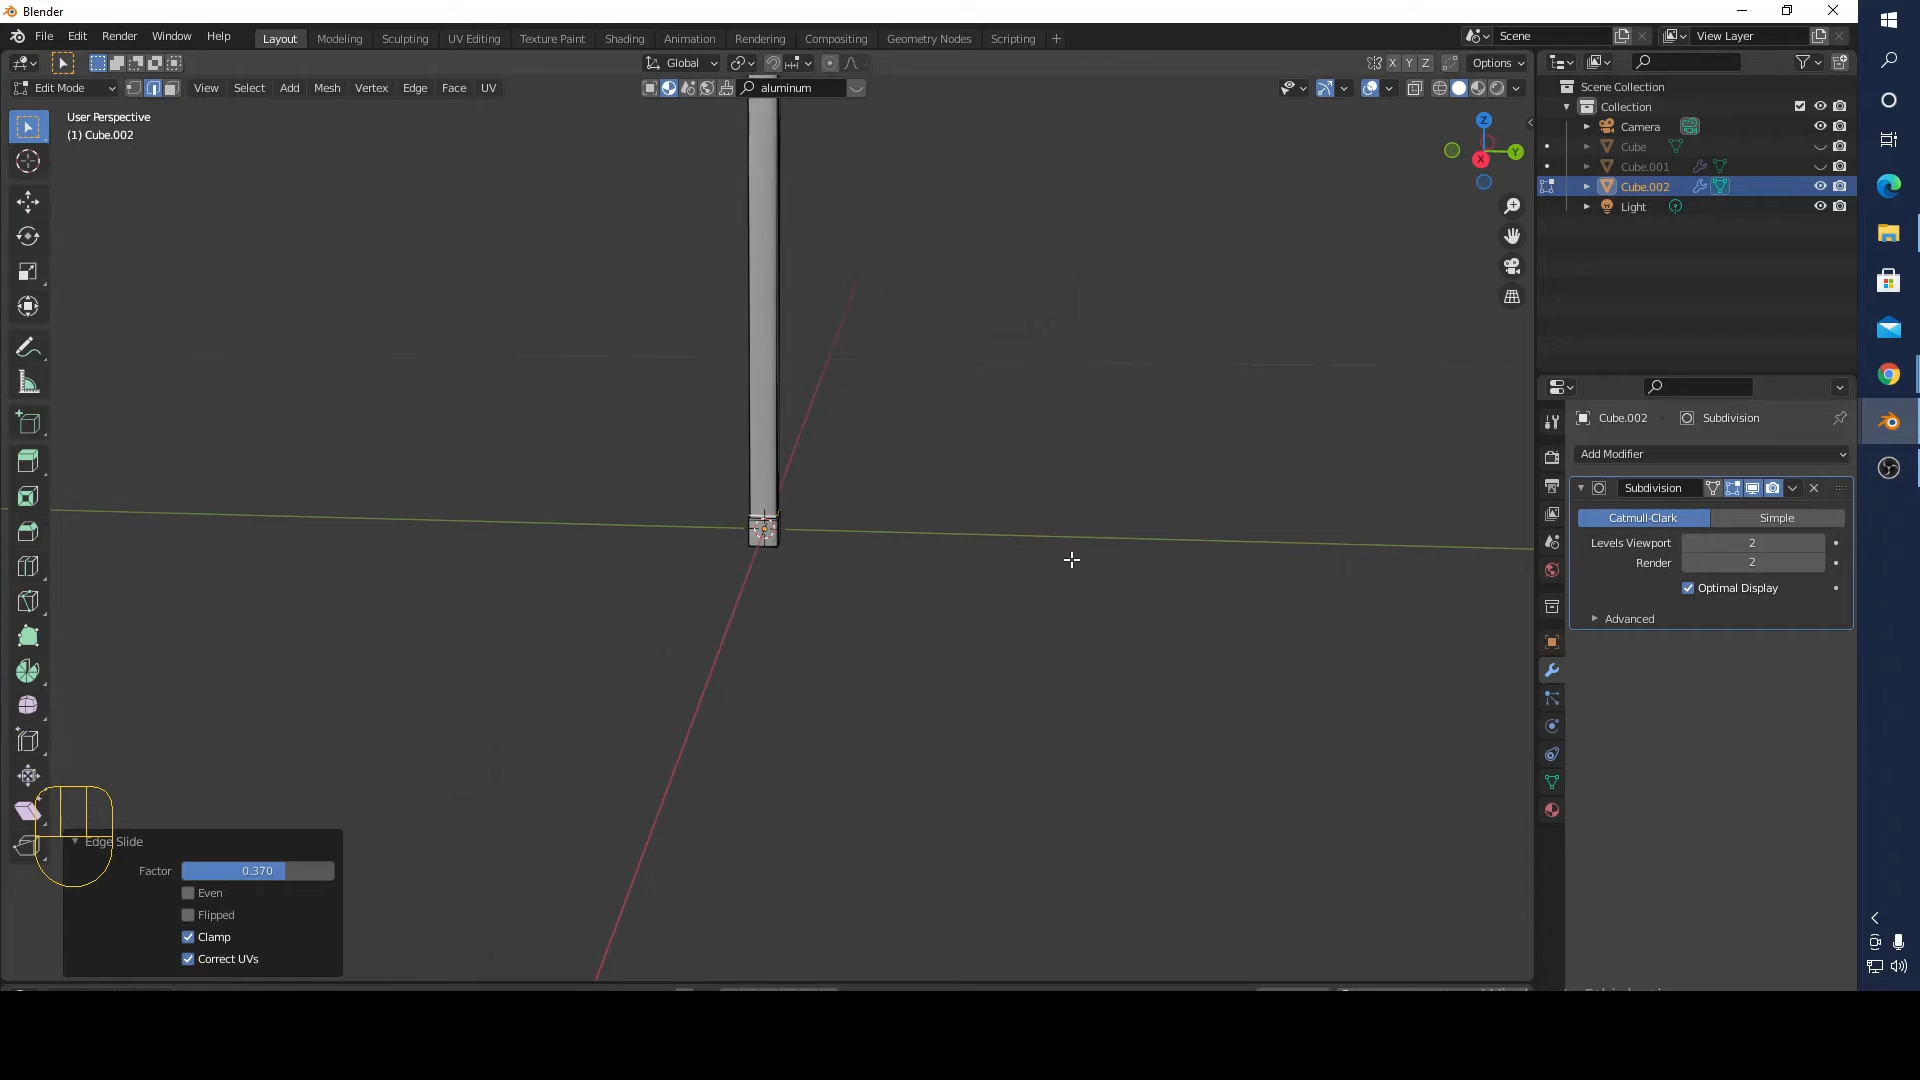 Blender
File Edit Render Window Help Layout Modeling Sculpting UV Editing Texture Paint Shading Animation Rendering Compositing Geometry Nodes Scripting + Scene View Layer
Global X Y Z Options
Edit Mode View Select Add Mesh Vertex Edge Face UV aluminum
User Perspective
(1) Cube.002
Z
Y
X
Scene Collection
Collection
Camera
Cube
Cube.001
Cube.002
Light
Cube.002 Subdivision
Add Modifier
Subdivision
Catmull-Clark Simple
Levels Viewport 2
Render 2
Optimal Display
Advanced
Edge Slide
Factor 0.370
Even
Flipped
Clamp
Correct UVs